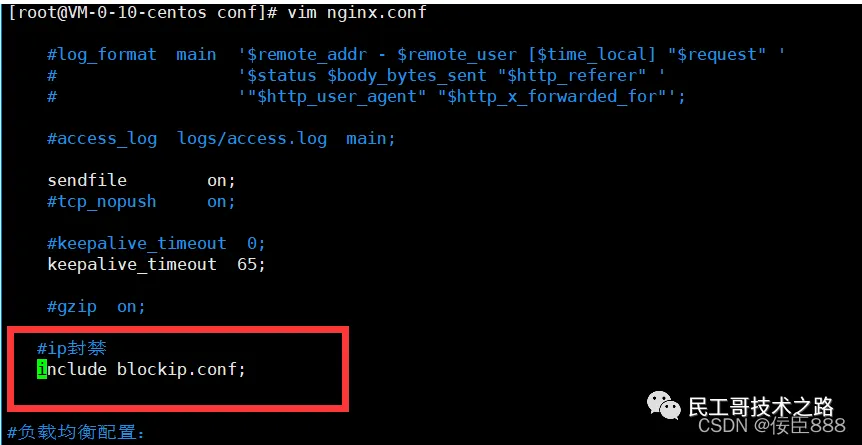 [root@VM-0-10-centos conf]# vim nginx.conf
#log_format  main  '$remote_addr - $remote_user [$time_local] "$request" '
#                  '$status $body_bytes_sent "$http_referer" '
#                  '"$http_user_agent" "$http_x_forwarded_for"';
#access_log  logs/access.log  main;
sendfile        on;
#tcp_nopush     on;
#keepalive_timeout  0;
keepalive_timeout  65;
#gzip  on;
#ip封禁
include blockip.conf;
#负载均衡配置：
民工哥技术之路
CSDN @佞臣888